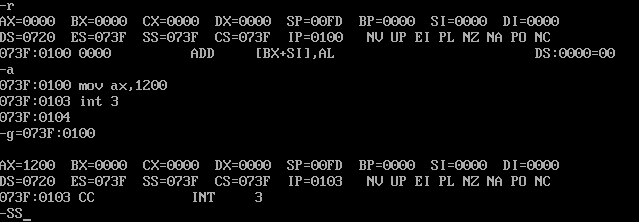 -r
AX=0000 BX=0000 CX=0000 DX=0000 SP=00FD BP=0000 SI=0000 DI=0000
DS=0720 ES=073F SS=073F CS=073F IP=0100 NV UP EI PL NZ NA PO NC
073F:0100 0000 ADD [BX+SI],AL DS:0000=00
-a
073F:0100 mov ax,1200
073F:0103 int 3
073F:0104
-g=073F:0100
AX=1200 BX=0000 CX=0000 DX=0000 SP=00FD BP=0000 SI=0000 DI=0000
DS=0720 ES=073F SS=073F CS=073F IP=0103 NV UP EI PL NZ NA PO NC
073F:0103 CC INT 3
-SS_